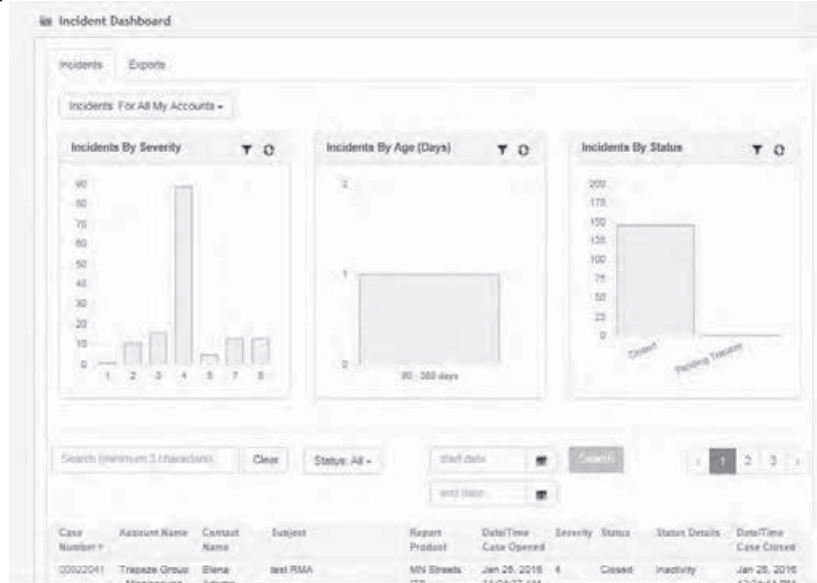 Incident Dashboard
Incidents Exports
Incidents: For All My Accounts
Incidents By Severity
90
80
70
60
50
40
30
20
10
0
1 2 3 4 5 7 8
Incidents By Age (Days)
2
1
0
90 - 360 days
Incidents By Status
200
175
150
125
100
75
50
25
0
Closed Pending Trapeze
Search (minimum 3 characters) Clear Status: All start date Search 1 2 3
end date
Case Account Name Contact Subject Report Date/Time Severity Status Status Details Date/Time
Number Name Product Case Opened Case Closed
00022041 Trapeze Group Elena test RMA MN Streets Jan 28, 2016 4 Closed Inactivity Jan 28, 2016